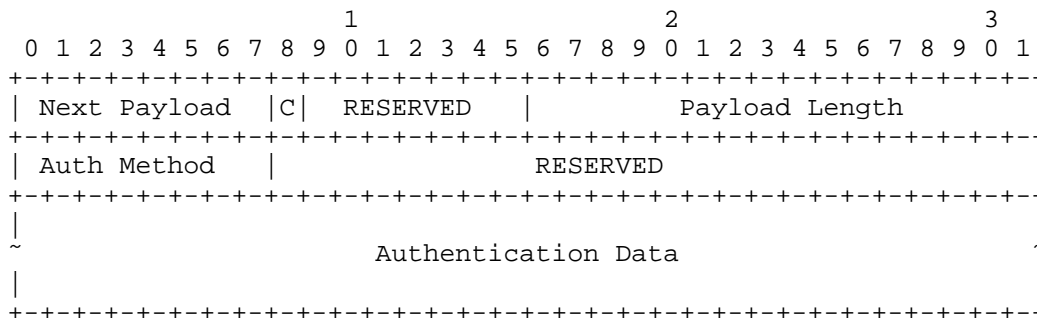 1                   2                   3
 0 1 2 3 4 5 6 7 8 9 0 1 2 3 4 5 6 7 8 9 0 1 2 3 4 5 6 7 8 9 0 1
+-+-+-+-+-+-+-+-+-+-+-+-+-+-+-+-+-+-+-+-+-+-+-+-+-+-+-+-+-+-+-+--
| Next Payload  |C|  RESERVED   |         Payload Length
+-+-+-+-+-+-+-+-+-+-+-+-+-+-+-+-+-+-+-+-+-+-+-+-+-+-+-+-+-+-+-+--
| Auth Method   |                RESERVED
+-+-+-+-+-+-+-+-+-+-+-+-+-+-+-+-+-+-+-+-+-+-+-+-+-+-+-+-+-+-+-+--
|
~                      Authentication Data                      ~
|
+-+-+-+-+-+-+-+-+-+-+-+-+-+-+-+-+-+-+-+-+-+-+-+-+-+-+-+-+-+-+-+--